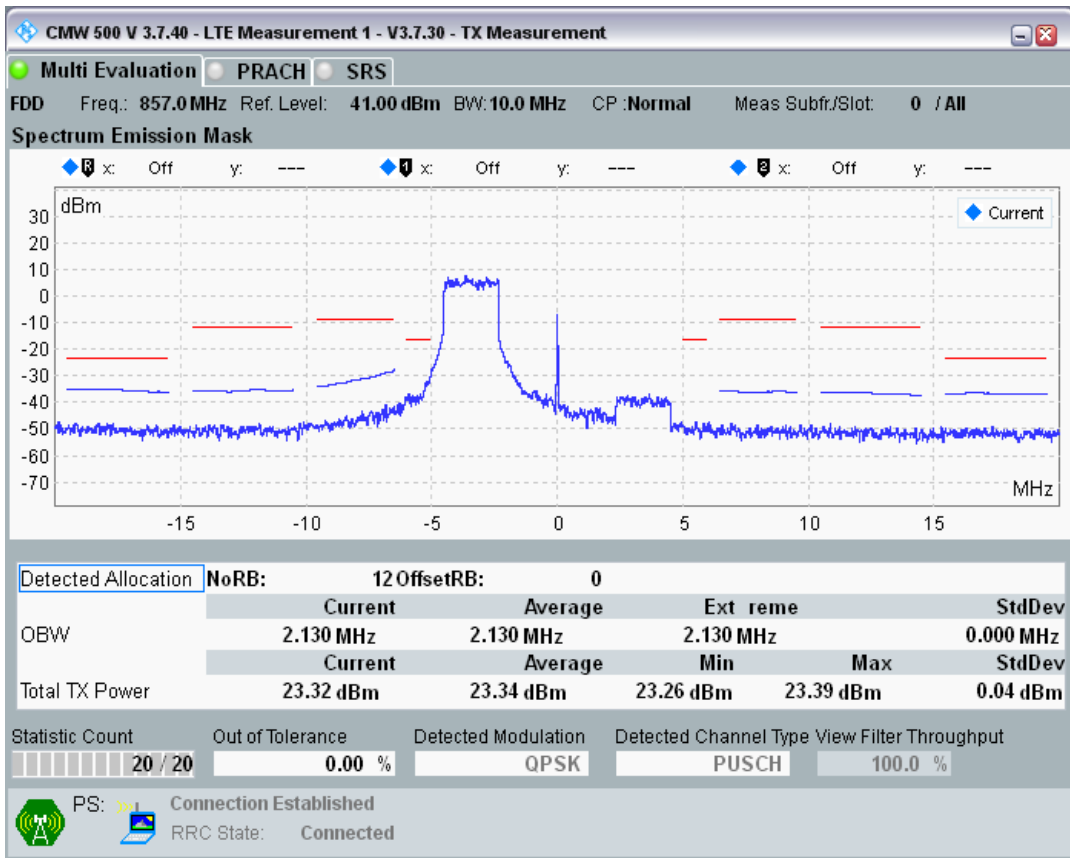 CMW 500 V 3.7.40 - LTE Measurement 1 - V3.7.30 - TX Measurement
Multi Evaluation PRACH SRS
FDD Freq.: 857.0 MHz Ref. Level: 41.00 dBm BW: 10.0 MHz CP :Normal Meas Subfr./Slot: 0 / All
Spectrum Emission Mask
R x: Off y: --- 1 x: Off y: --- 2 x: Off y: ---
dBm
Current
30
20
10
0
-10
-20
-30
-40
-50
-60
-70
MHz
-15 -10 -5 0 5 10 15
Detected Allocation NoRB: 12 OffsetRB: 0
Current Average Ext reme StdDev
OBW 2.130 MHz 2.130 MHz 2.130 MHz 0.000 MHz
Current Average Min Max StdDev
Total TX Power 23.32 dBm 23.34 dBm 23.26 dBm 23.39 dBm 0.04 dBm
Statistic Count Out of Tolerance Detected Modulation Detected Channel Type View Filter Throughput
20 / 20 0.00 % QPSK PUSCH 100.0 %
PS: Connection Established
RRC State: Connected